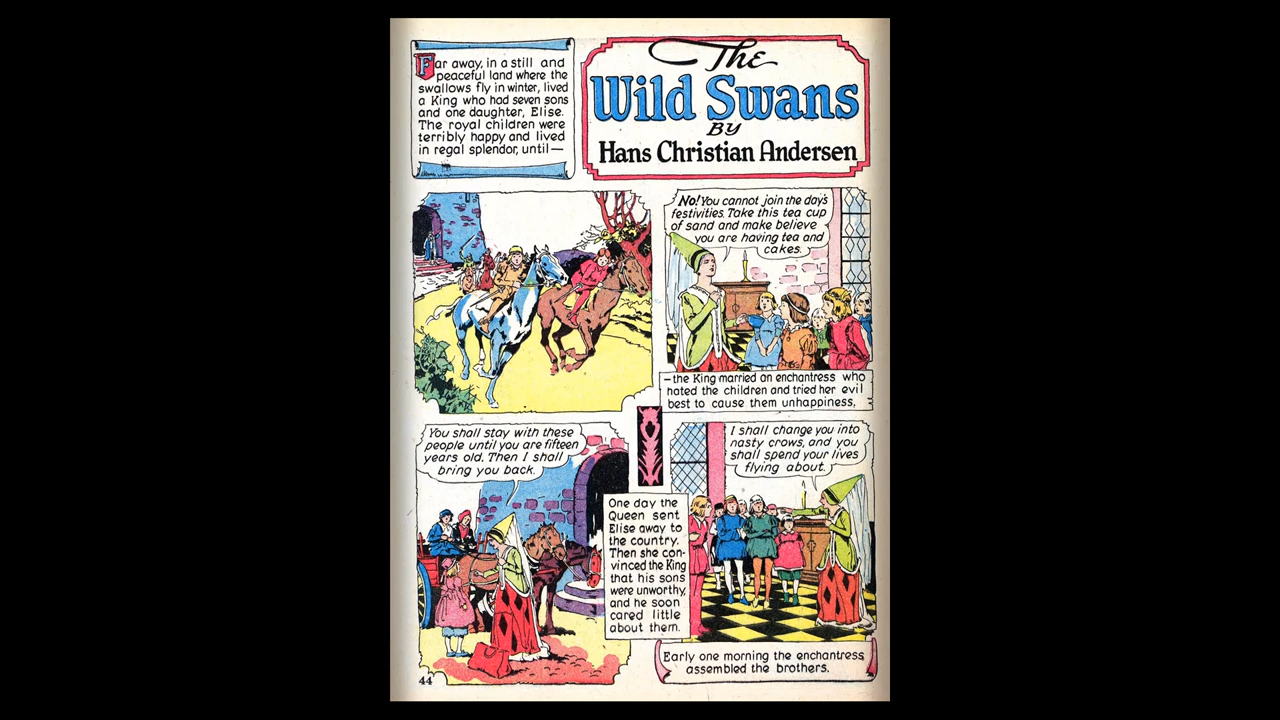 Far away, in a still and
peaceful land where the
swallows fly in winter, lived
a King who had seven sons
and one daughter, Elise.
The royal children were
terribly happy and lived
in regal splendor, until—
The
Wild Swans
BY
Hans Christian Andersen
No! You cannot join the day's
festivities. Take this tea cup
of sand and make believe
you are having tea and
cakes.
—the King married an enchantress who
hated the children and tried her evil
best to cause them unhappiness.
You shall stay with these
people until you are fifteen
years old. Then I shall
bring you back.
One day the
Queen sent
Elise away to
the country.
Then she con-
vinced the King
that his sons
were unworthy,
and he soon
cared little
about them.
I shall change you into
nasty crows, and you
shall spend your lives
flying about.
Early one morning the enchantress
assembled the brothers.
44